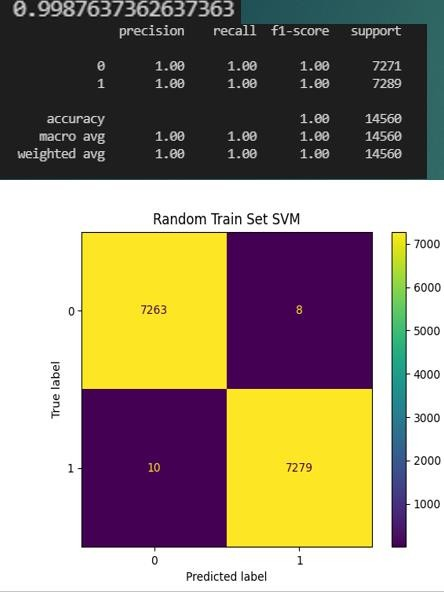 0.9987637362637363
precision recall f1-score support
0 1.00 1.00 1.00 7271
1 1.00 1.00 1.00 7289
accuracy 1.00 14560
macro avg 1.00 1.00 1.00 14560
weighted avg 1.00 1.00 1.00 14560
Random Train Set SVM
7000
6000
5000
4000
3000
2000
1000
True label
0 7263 8
1 10 7279
0 1
Predicted label